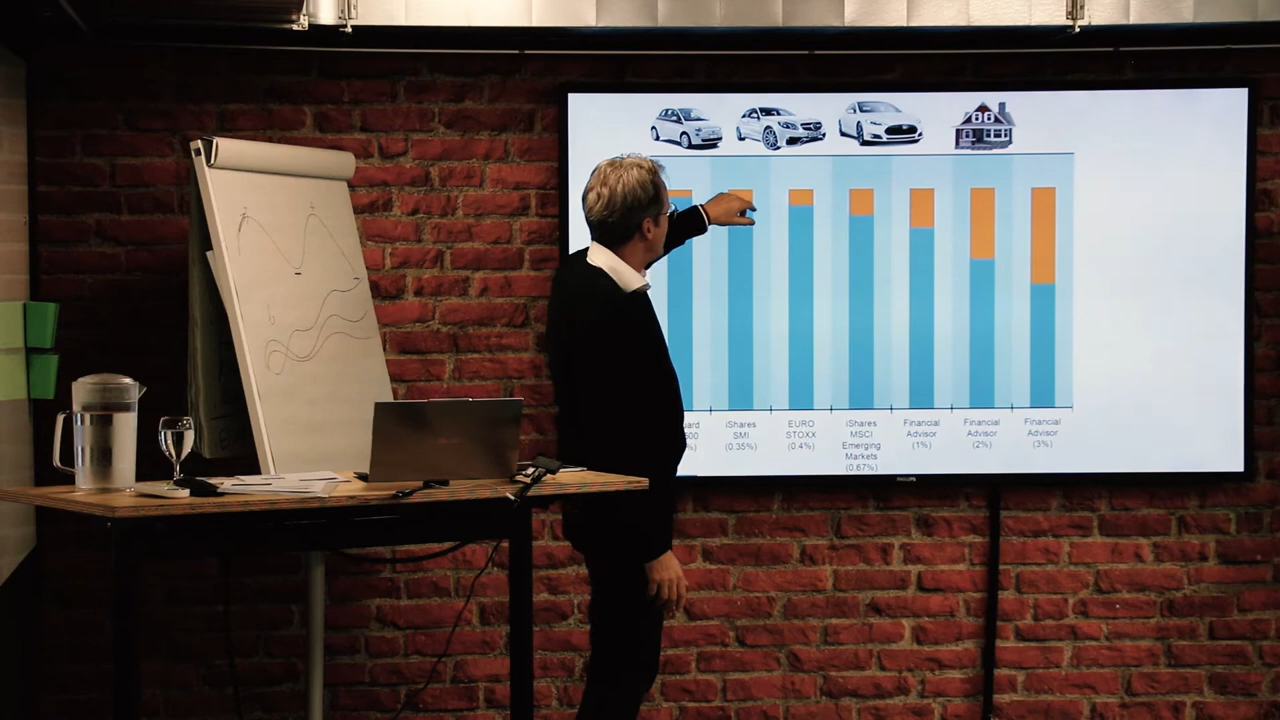 iShares
SMI
(0.35%)
EURO
STOXX
(0.4%)
iShares
MSCI
Emerging
Markets
(0.67%)
Financial
Advisor
(1%)
Financial
Advisor
(2%)
Financial
Advisor
(3%)
PHILIPS